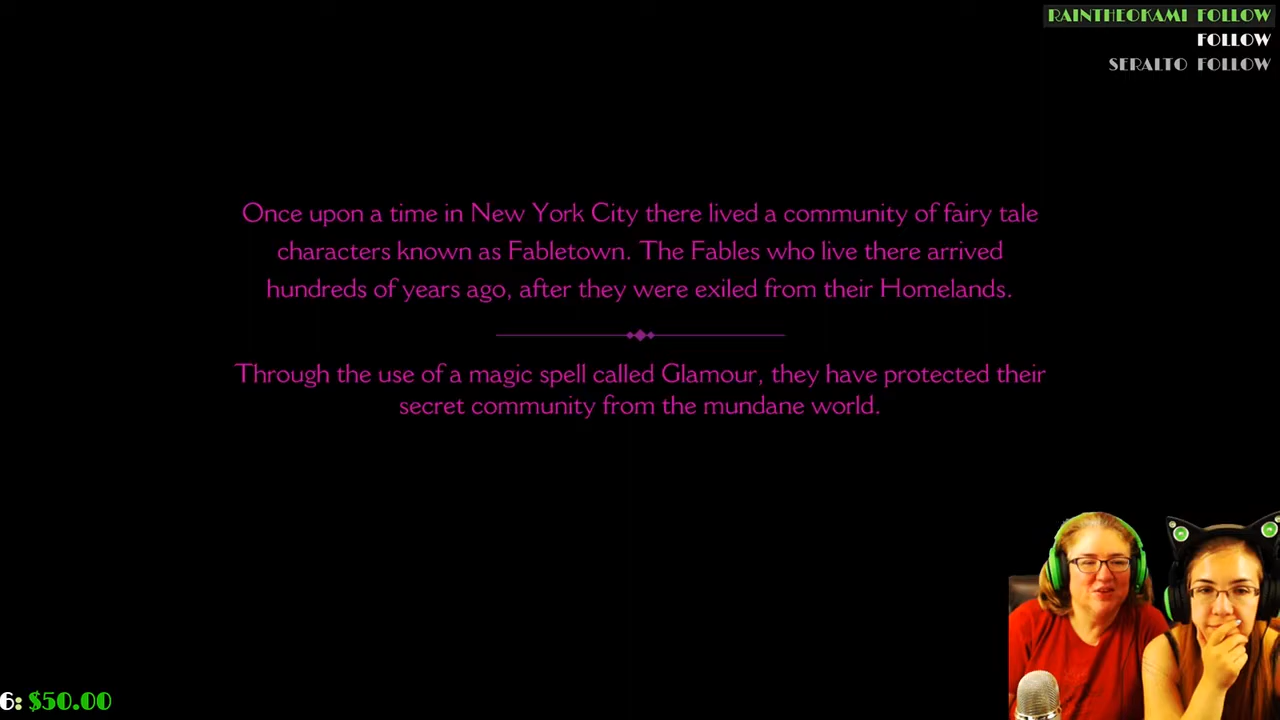 RAINTHEOKAMI FOLLOW
FOLLOW
SERALTO FOLLOW
Once upon a time in New York City there lived a community of fairy tale
characters known as Fabletown. The Fables who live there arrived
hundreds of years ago, after they were exiled from their Homelands.
Through the use of a magic spell called Glamour, they have protected their
secret community from the mundane world.
6: $50.00